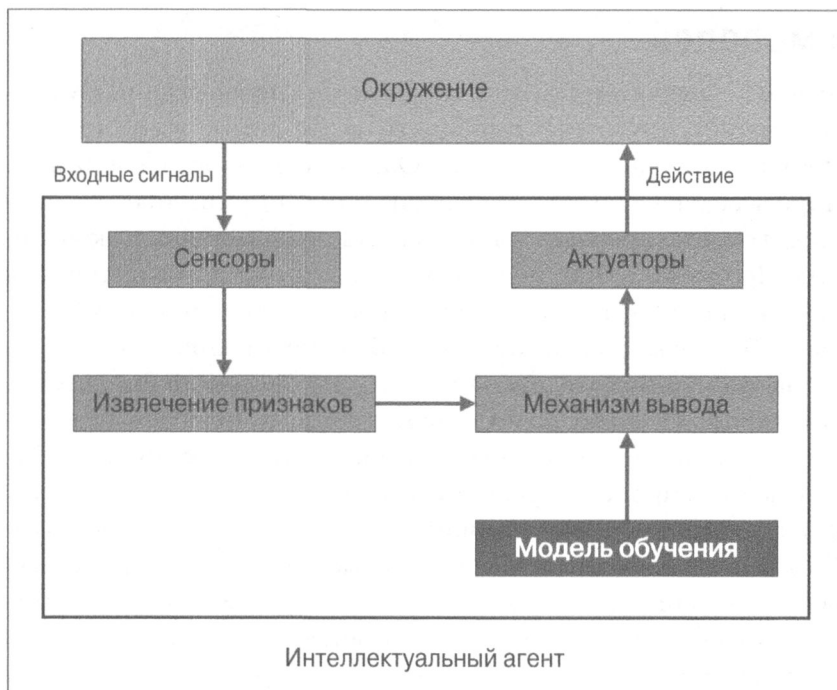 Окружение
Входные сигналы
Действие
Сенсоры
Актуаторы
Извлечение признаков
Механизм вывода
Модель обучения
Интеллектуальный агент